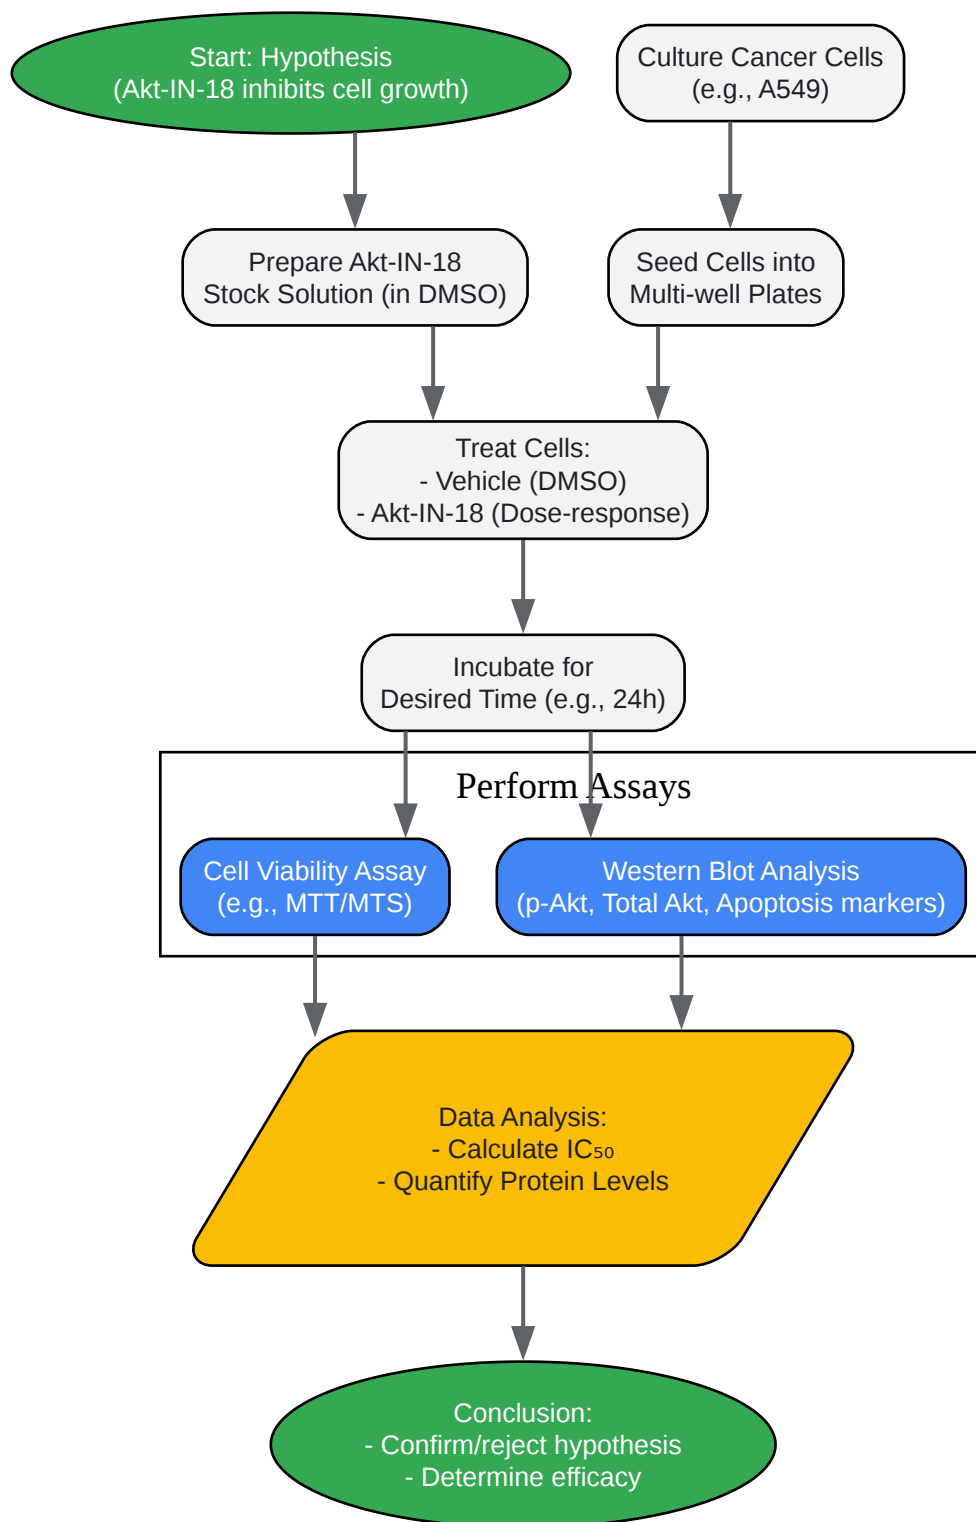 Start: Hypothesis
(Akt-IN-18 inhibits cell growth)
Culture Cancer Cells
(e.g., A549)
Prepare Akt-IN-18
Stock Solution (in DMSO)
Seed Cells into
Multi-well Plates
Treat Cells:
- Vehicle (DMSO)
- Akt-IN-18 (Dose-response)
Incubate for
Desired Time (e.g., 24h)
Perform Assays
Cell Viability Assay
(e.g., MTT/MTS)
Western Blot Analysis
(p-Akt, Total Akt, Apoptosis markers)
Data Analysis:
- Calculate IC₅₀
- Quantify Protein Levels
Conclusion:
- Confirm/reject hypothesis
- Determine efficacy